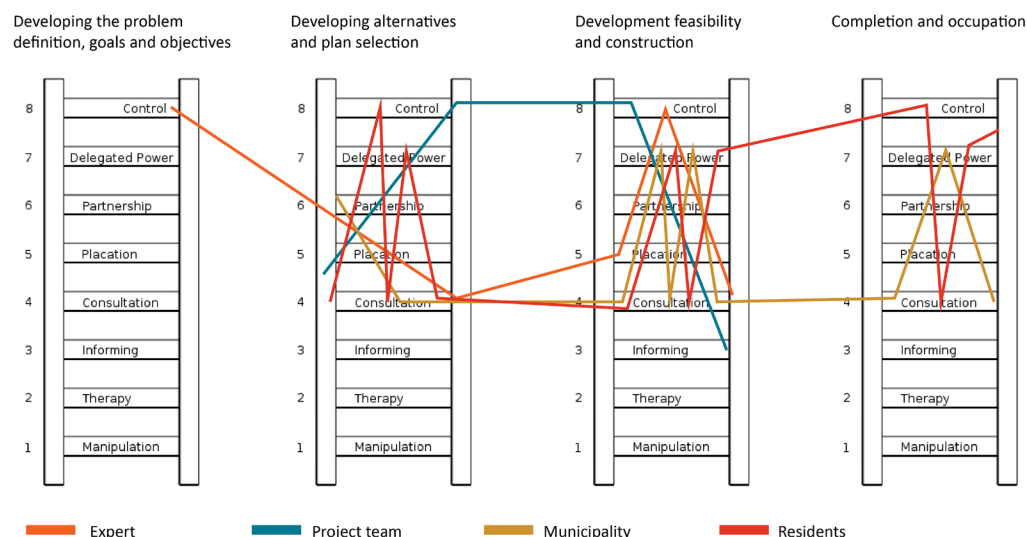 Developing the problem
definition, goals and objectives
Developing alternatives
and plan selection
Development feasibility
and construction
Completion and occupation
8 Control
7 Delegated Power
6 Partnership
5 Placation
4 Consultation
3 Informing
2 Therapy
1 Manipulation
8 Control
7 Delegated Power
6 Partnership
5 Placation
4 Consultation
3 Informing
2 Therapy
1 Manipulation
8 Control
7 Delegated Power
6 Partnership
5 Placation
4 Consultation
3 Informing
2 Therapy
1 Manipulation
8 Control
7 Delegated Power
6 Partnership
5 Placation
4 Consultation
3 Informing
2 Therapy
1 Manipulation
Expert Project team Municipality Residents